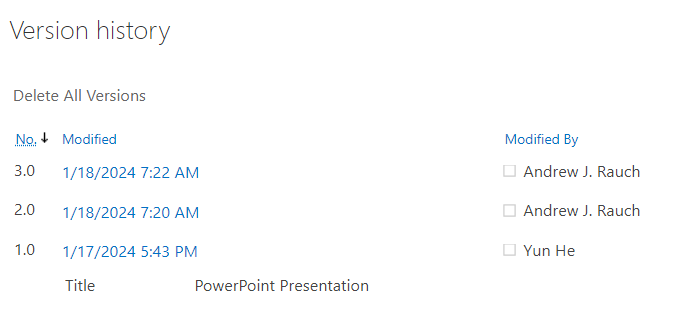 Version history
Delete All Versions
No. Modified Modified By
3.0 1/18/2024 7:22 AM Andrew J. Rauch
2.0 1/18/2024 7:20 AM Andrew J. Rauch
1.0 1/17/2024 5:43 PM Yun He
Title PowerPoint Presentation